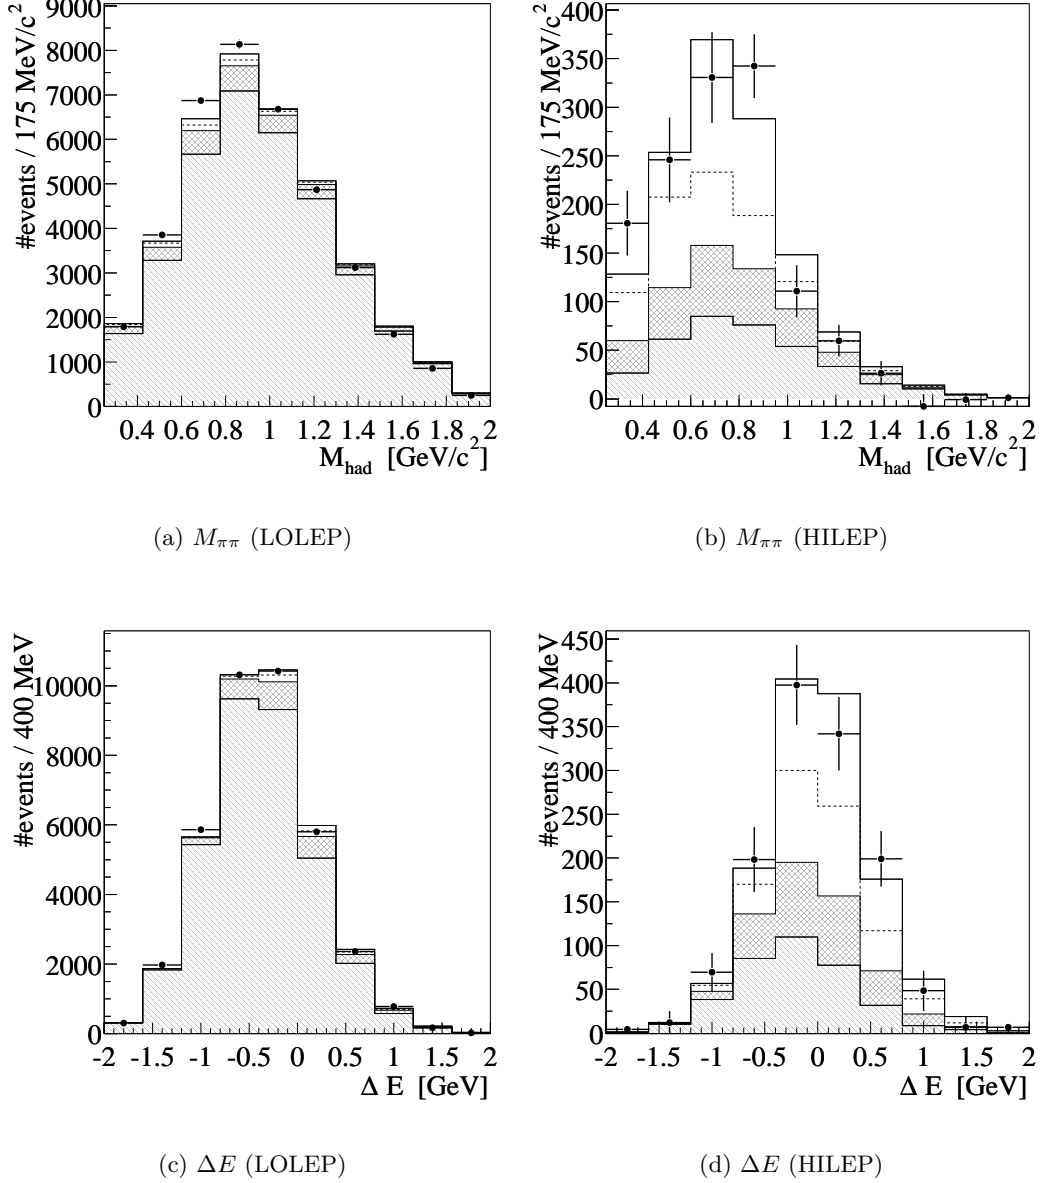 #events / 175 MeV/c²
9000
8000
7000
6000
5000
4000
3000
2000
1000
0
0.4 0.6 0.8 1 1.2 1.4 1.6 1.8 2
M_had [GeV/c²]
(a) M_ππ (LOLEP)
#events / 175 MeV/c²
400
350
300
250
200
150
100
50
0
0.4 0.6 0.8 1 1.2 1.4 1.6 1.8 2
M_had [GeV/c²]
(b) M_ππ (HILEP)
#events / 400 MeV
10000
8000
6000
4000
2000
0
-2 -1.5 -1 -0.5 0 0.5 1 1.5 2
Δ E [GeV]
(c) ΔE (LOLEP)
#events / 400 MeV
450
400
350
300
250
200
150
100
50
0
-2 -1.5 -1 -0.5 0 0.5 1 1.5 2
Δ E [GeV]
(d) ΔE (HILEP)